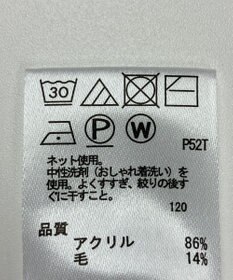 30
P W
P52T
ネット使用。
中性洗剤（おしゃれ着洗い）を
使用。よくすすぎ、絞りの後す
ぐに干すこと。
120
品質
アクリル 86%
毛 14%